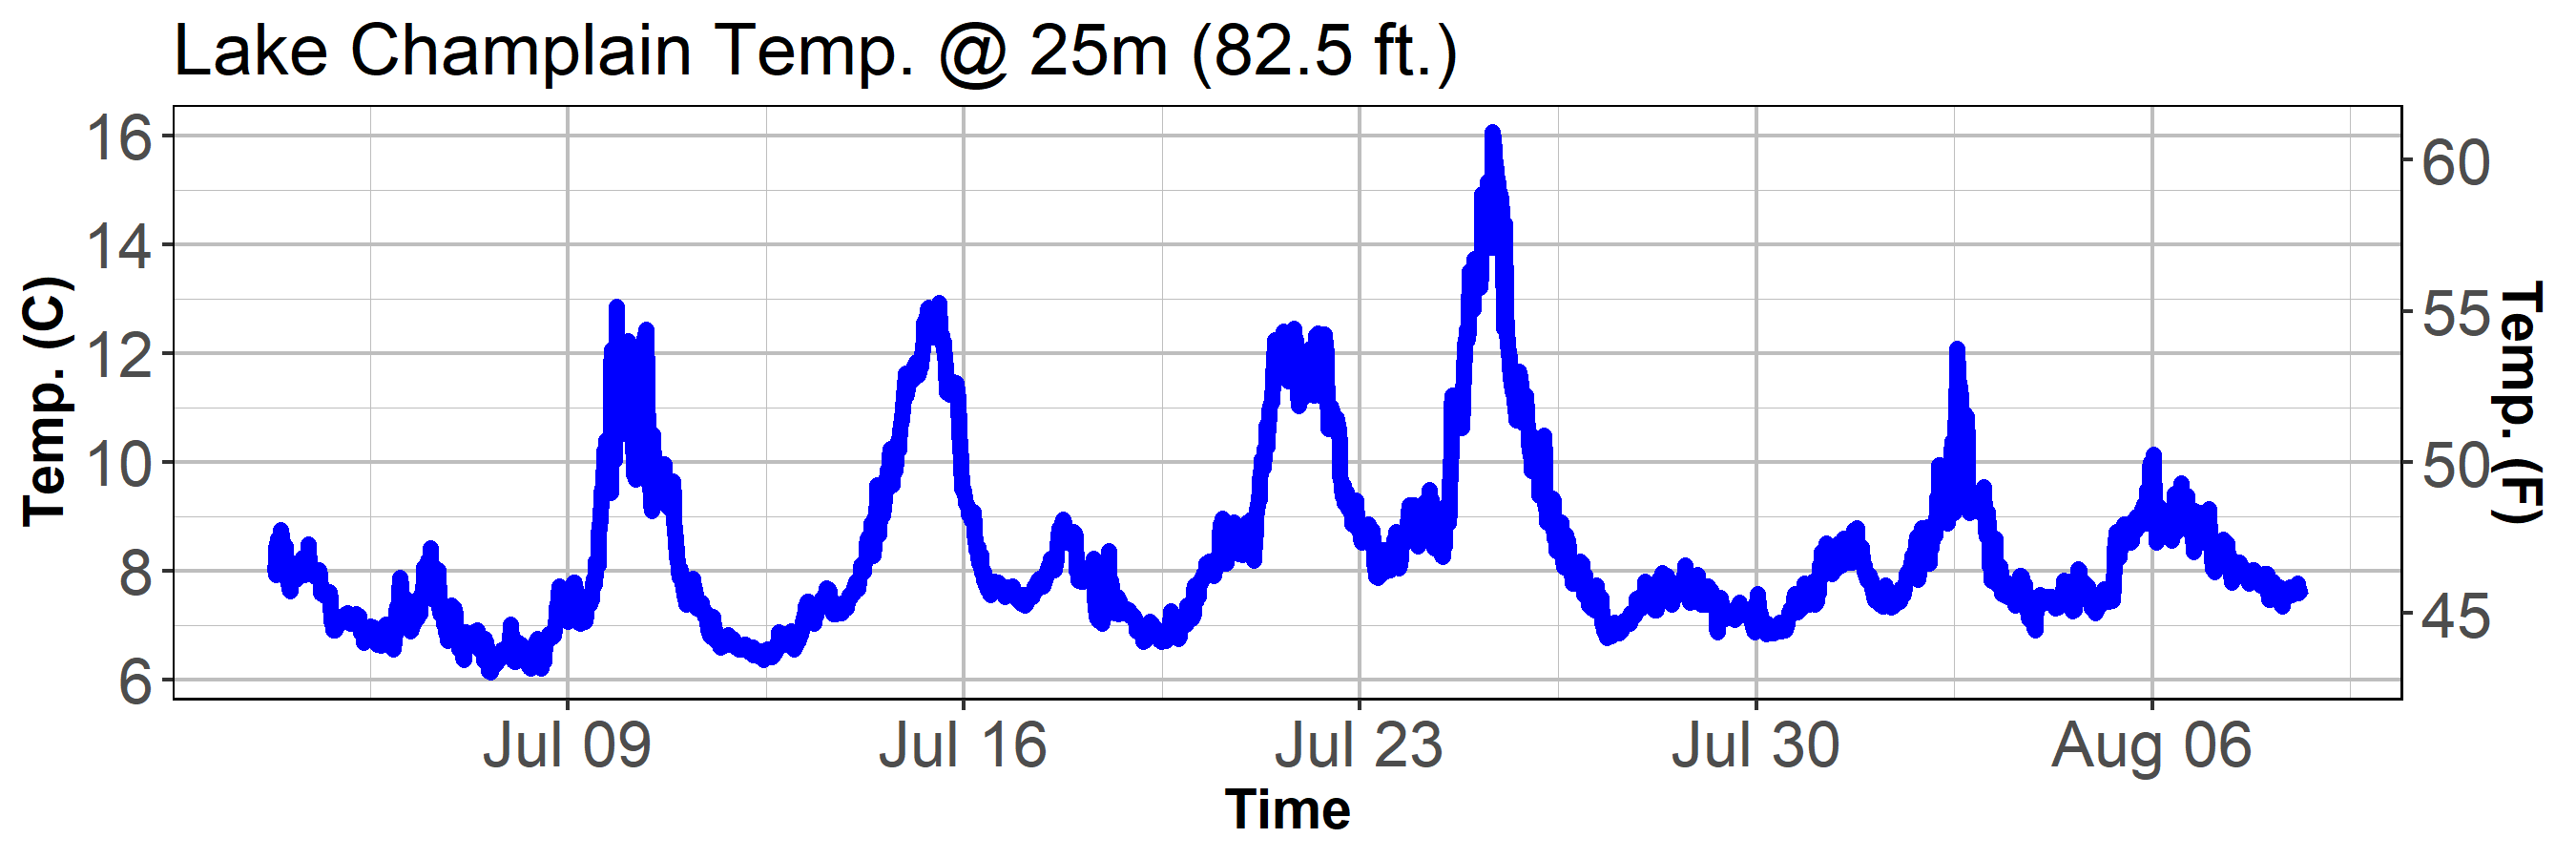 Lake Champlain Temp. @ 25m (82.5 ft.)
Temp. (C)
16
14
12
10
8
6
60
55
50
45
Temp. (F)
Jul 09 Jul 16 Jul 23 Jul 30 Aug 06
Time